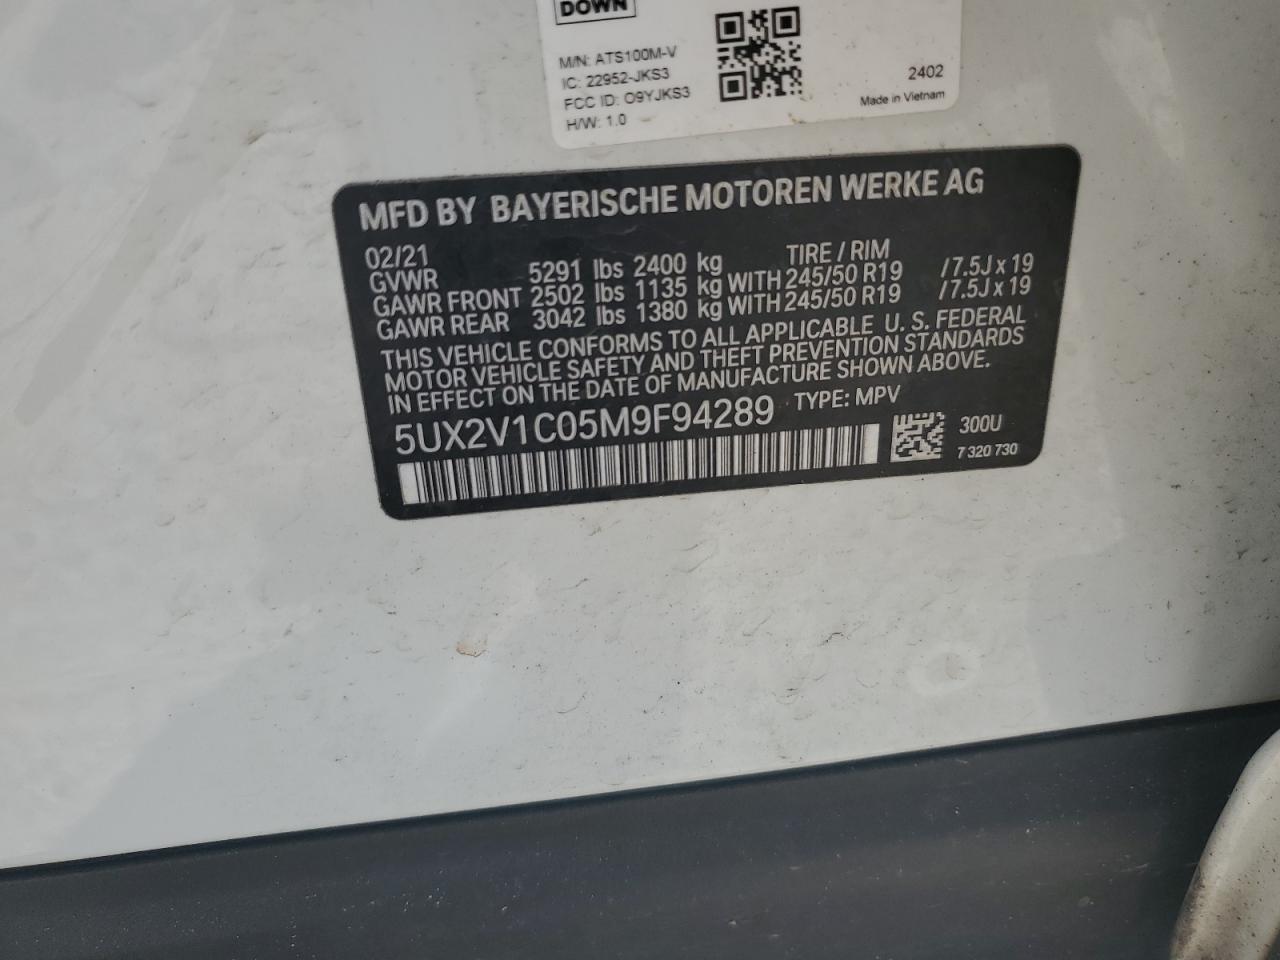 DOWN
M/N: ATS100M-V
IC: 22952-JKS3
FCC ID: O9YJKS3
H/W: 1.0
2402
Made in Vietnam
MFD BY BAYERISCHE MOTOREN WERKE AG
02/21 TIRE / RIM
GVWR 5291 lbs 2400 kg
GAWR FRONT 2502 lbs 1135 kg WITH 245/50 R19 /7.5J x 19
GAWR REAR 3042 lbs 1380 kg WITH 245/50 R19 /7.5J x 19
THIS VEHICLE CONFORMS TO ALL APPLICABLE U. S. FEDERAL
MOTOR VEHICLE SAFETY AND THEFT PREVENTION STANDARDS
IN EFFECT ON THE DATE OF MANUFACTURE SHOWN ABOVE.
5UX2V1C05M9F94289 TYPE: MPV
300U
7 320 730